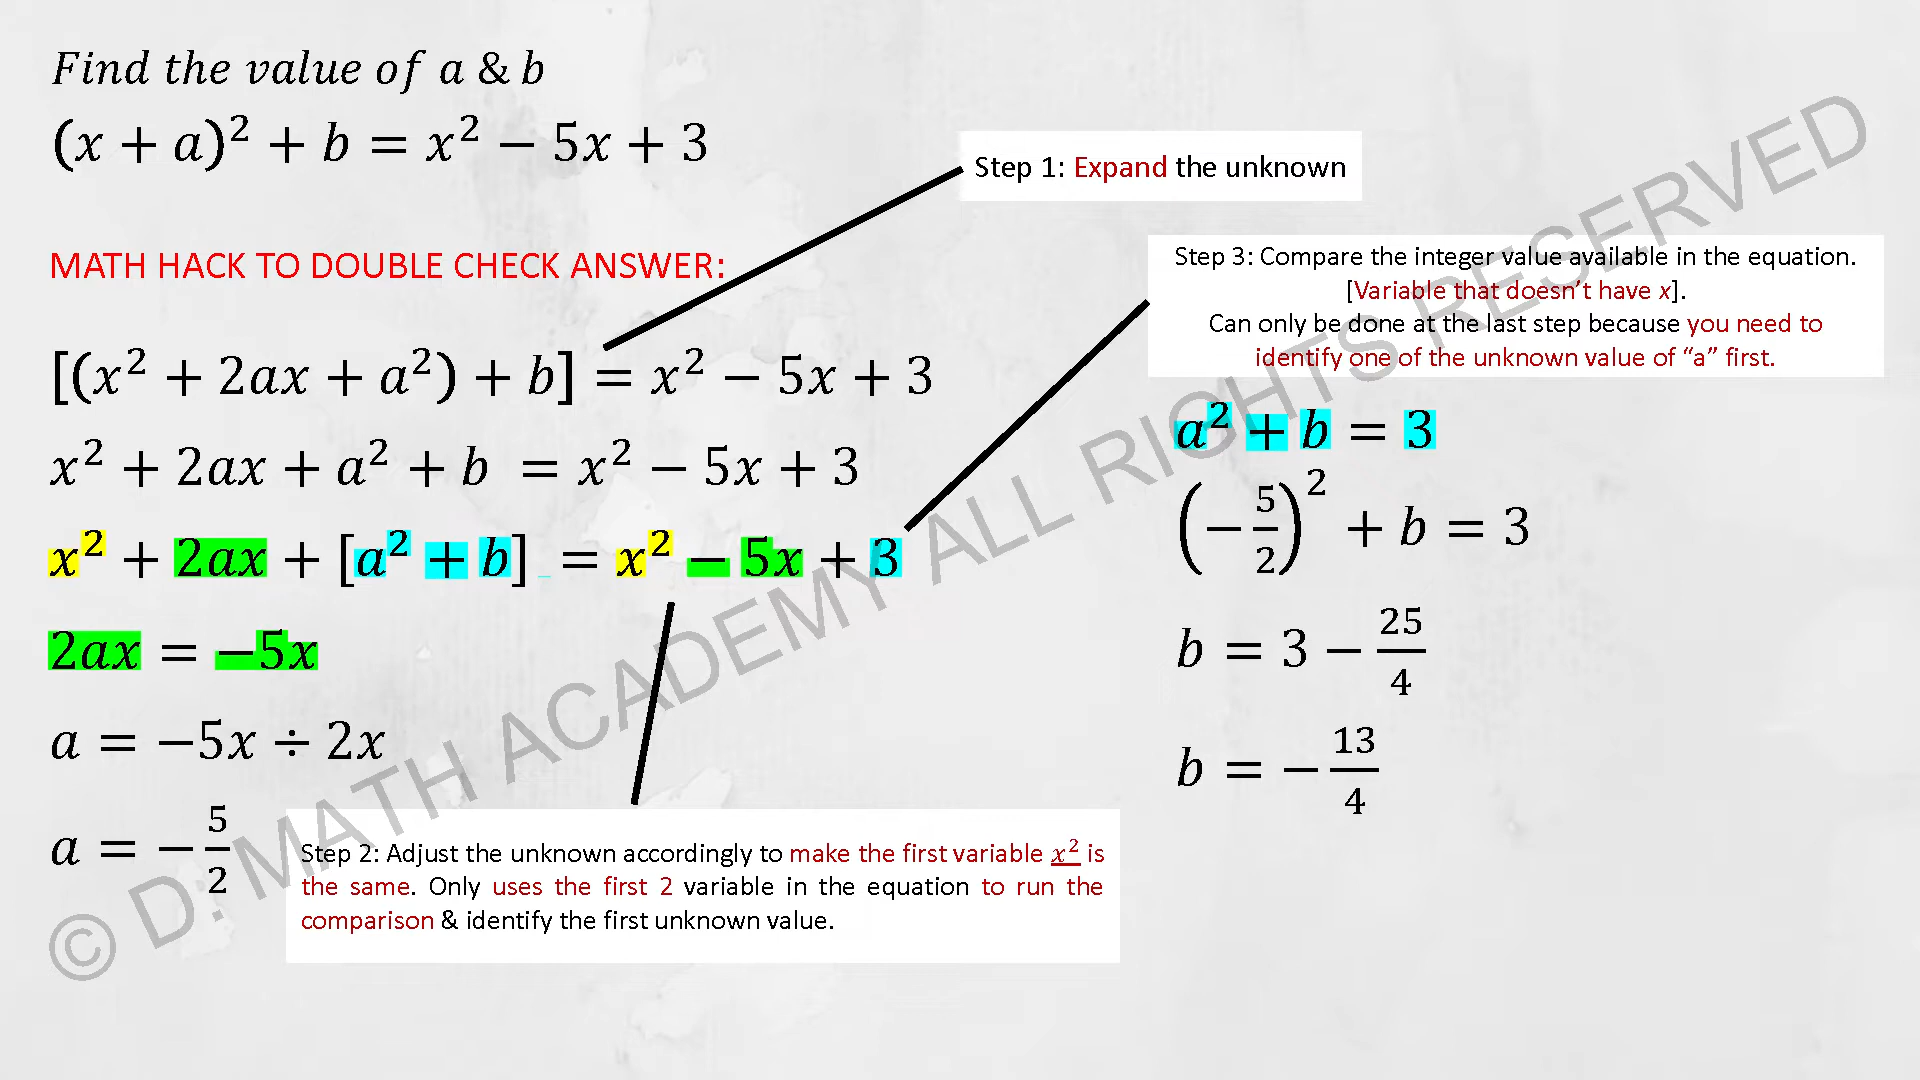 Find the value of a & b
(x + a)² + b = x² − 5x + 3
MATH HACK TO DOUBLE CHECK ANSWER:
[(x² + 2ax + a²) + b] = x² − 5x + 3
x² + 2ax + a² + b = x² − 5x + 3
x² + 2ax + [a² + b] = x² − 5x + 3
2ax = −5x
a = −5x ÷ 2x
a = −5/2
Step 1: Expand the unknown
Step 2: Adjust the unknown accordingly to make the first variable x² is
the same. Only uses the first 2 variable in the equation to run the
comparison & identify the first unknown value.
Step 3: Compare the integer value available in the equation.
[Variable that doesn’t have x].
Can only be done at the last step because you need to
identify one of the unknown value of “a” first.
a² + b = 3
(−5/2)² + b = 3
b = 3 − 25/4
b = −13/4
© D. MATH ACADEMY ALL RIGHTS RESERVED